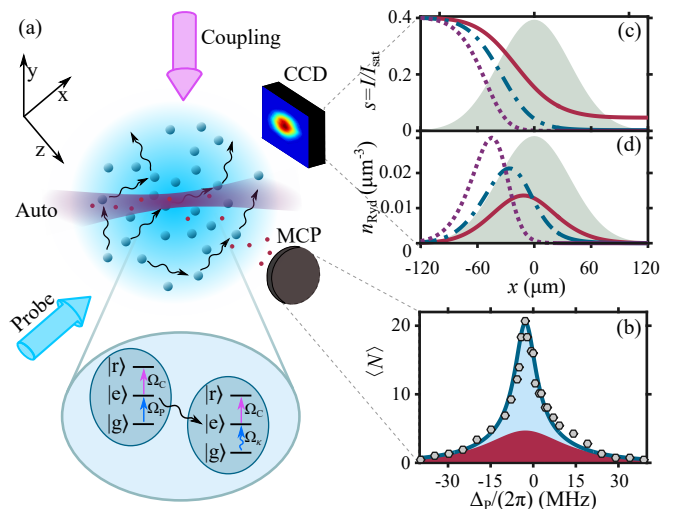 (a)
Coupling
CCD
y
x
z
Auto
MCP
Probe
|r⟩
|e⟩
|g⟩
Ω_C
Ω_P
|r⟩
|e⟩
|g⟩
Ω_C
Ω_κ
(c)
s=I/I_sat
0.4
0.2
0
(d)
n_Ryd (μm⁻³)
0.02
0.01
0
-120 -60 0 60 120
x (μm)
(b)
⟨N⟩
20
10
0
-30 -15 0 15 30
Δ_P/(2π) (MHz)